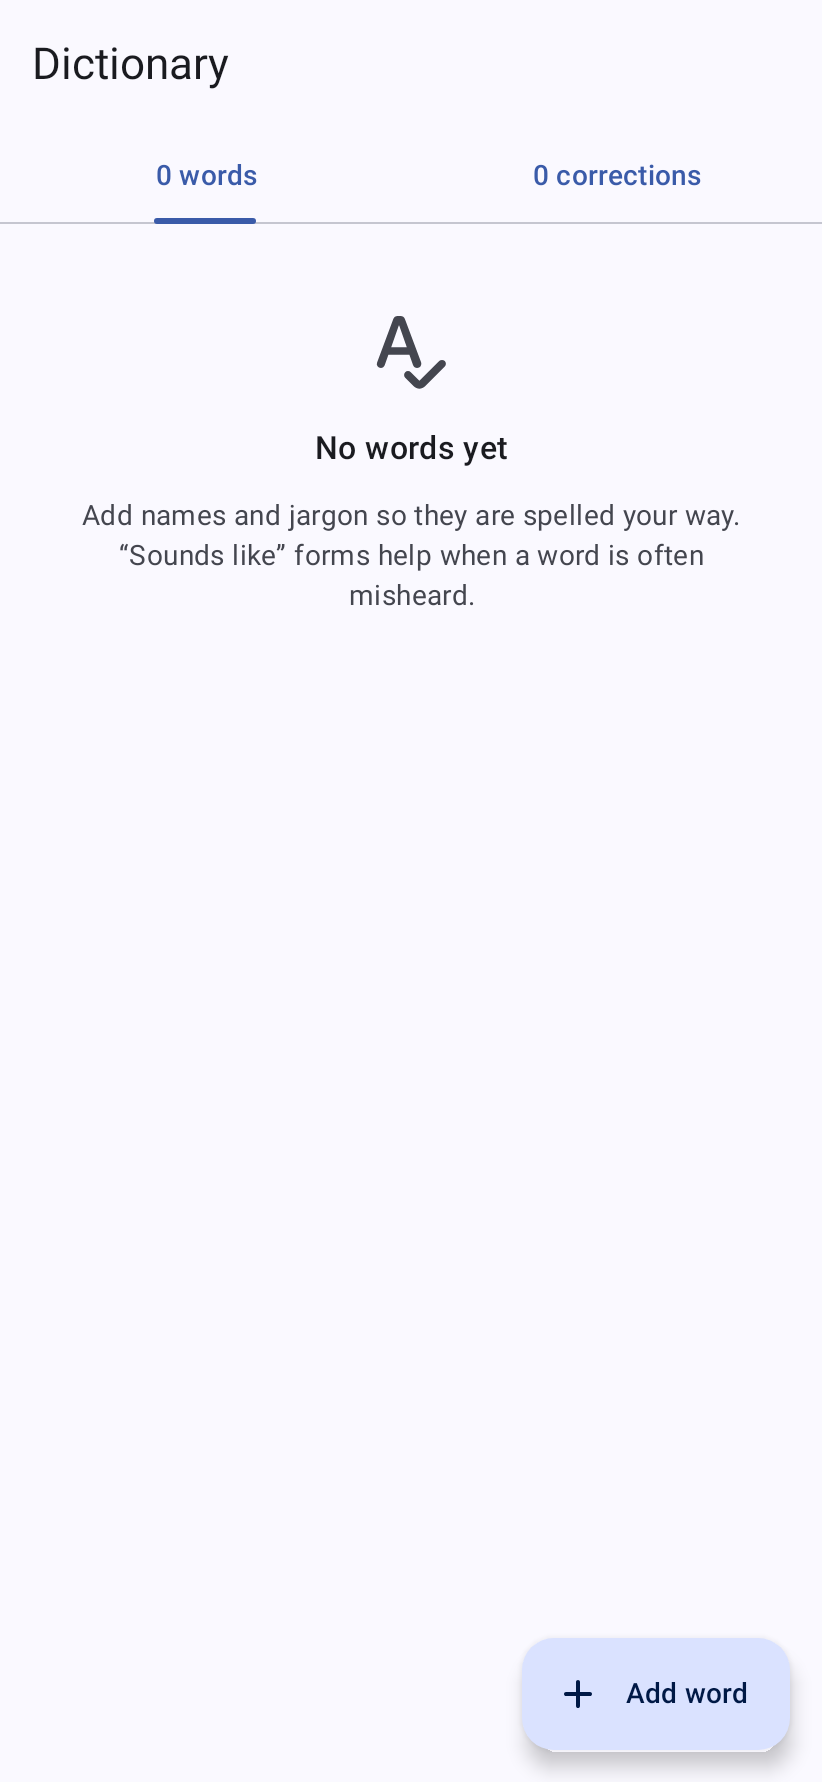 Dictionary
0 words
0 corrections
No words yet
Add names and jargon so they are spelled your way.
“Sounds like” forms help when a word is often
misheard.
Add word